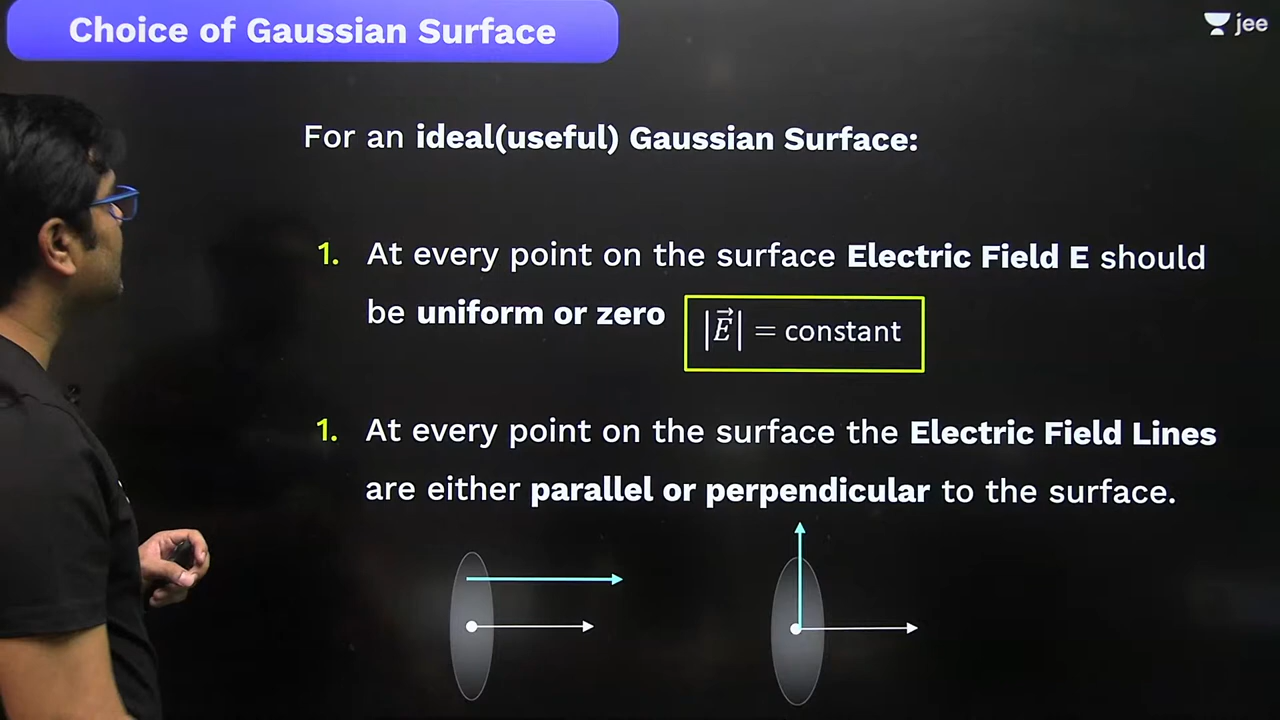 Choice of Gaussian Surface
jee
For an ideal(useful) Gaussian Surface:
1. At every point on the surface Electric Field E should
be uniform or zero
|E⃗| = constant
1. At every point on the surface the Electric Field Lines
are either parallel or perpendicular to the surface.